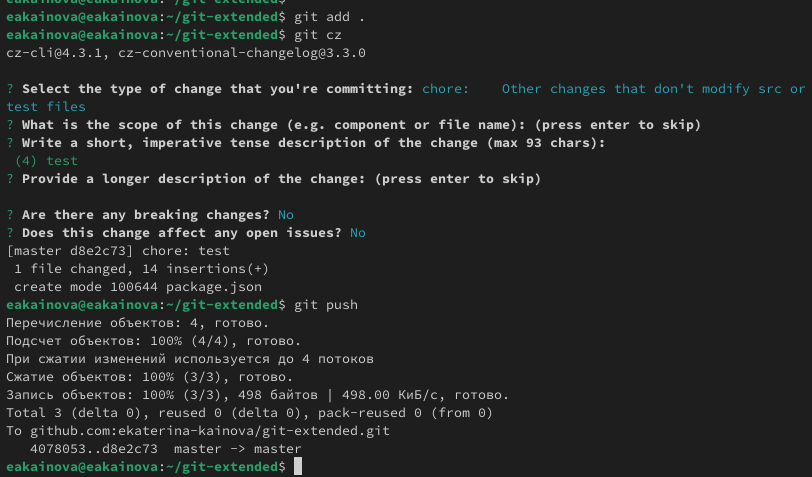 eakainova@eakainova:~/git-extended$
eakainova@eakainova:~/git-extended$ git add .
eakainova@eakainova:~/git-extended$ git cz
cz-cli@4.3.1, cz-conventional-changelog@3.3.0
? Select the type of change that you're committing: chore:    Other changes that don't modify src or
test files
? What is the scope of this change (e.g. component or file name): (press enter to skip)
? Write a short, imperative tense description of the change (max 93 chars):
 (4) test
? Provide a longer description of the change: (press enter to skip)
? Are there any breaking changes? No
? Does this change affect any open issues? No
[master d8e2c73] chore: test
 1 file changed, 14 insertions(+)
 create mode 100644 package.json
eakainova@eakainova:~/git-extended$ git push
Перечисление объектов: 4, готово.
Подсчет объектов: 100% (4/4), готово.
При сжатии изменений используется до 4 потоков
Сжатие объектов: 100% (3/3), готово.
Запись объектов: 100% (3/3), 498 байтов | 498.00 КиБ/с, готово.
Total 3 (delta 0), reused 0 (delta 0), pack-reused 0 (from 0)
To github.com:ekaterina-kainova/git-extended.git
   4078053..d8e2c73  master -> master
eakainova@eakainova:~/git-extended$